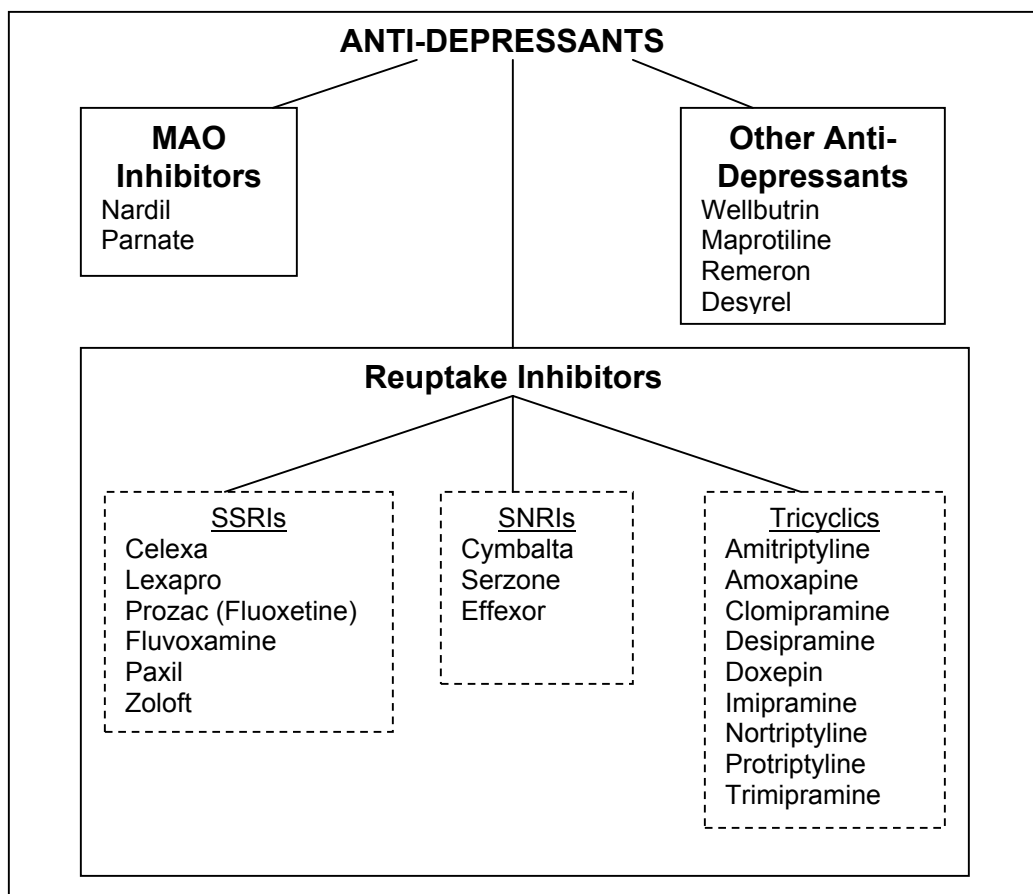 ANTI-DEPRESSANTS
MAO
Inhibitors
Nardil
Parnate
Other Anti-
Depressants
Wellbutrin
Maprotiline
Remeron
Desyrel
Reuptake Inhibitors
SSRIs
Celexa
Lexapro
Prozac (Fluoxetine)
Fluvoxamine
Paxil
Zoloft
SNRIs
Cymbalta
Serzone
Effexor
Tricyclics
Amitriptyline
Amoxapine
Clomipramine
Desipramine
Doxepin
Imipramine
Nortriptyline
Protriptyline
Trimipramine